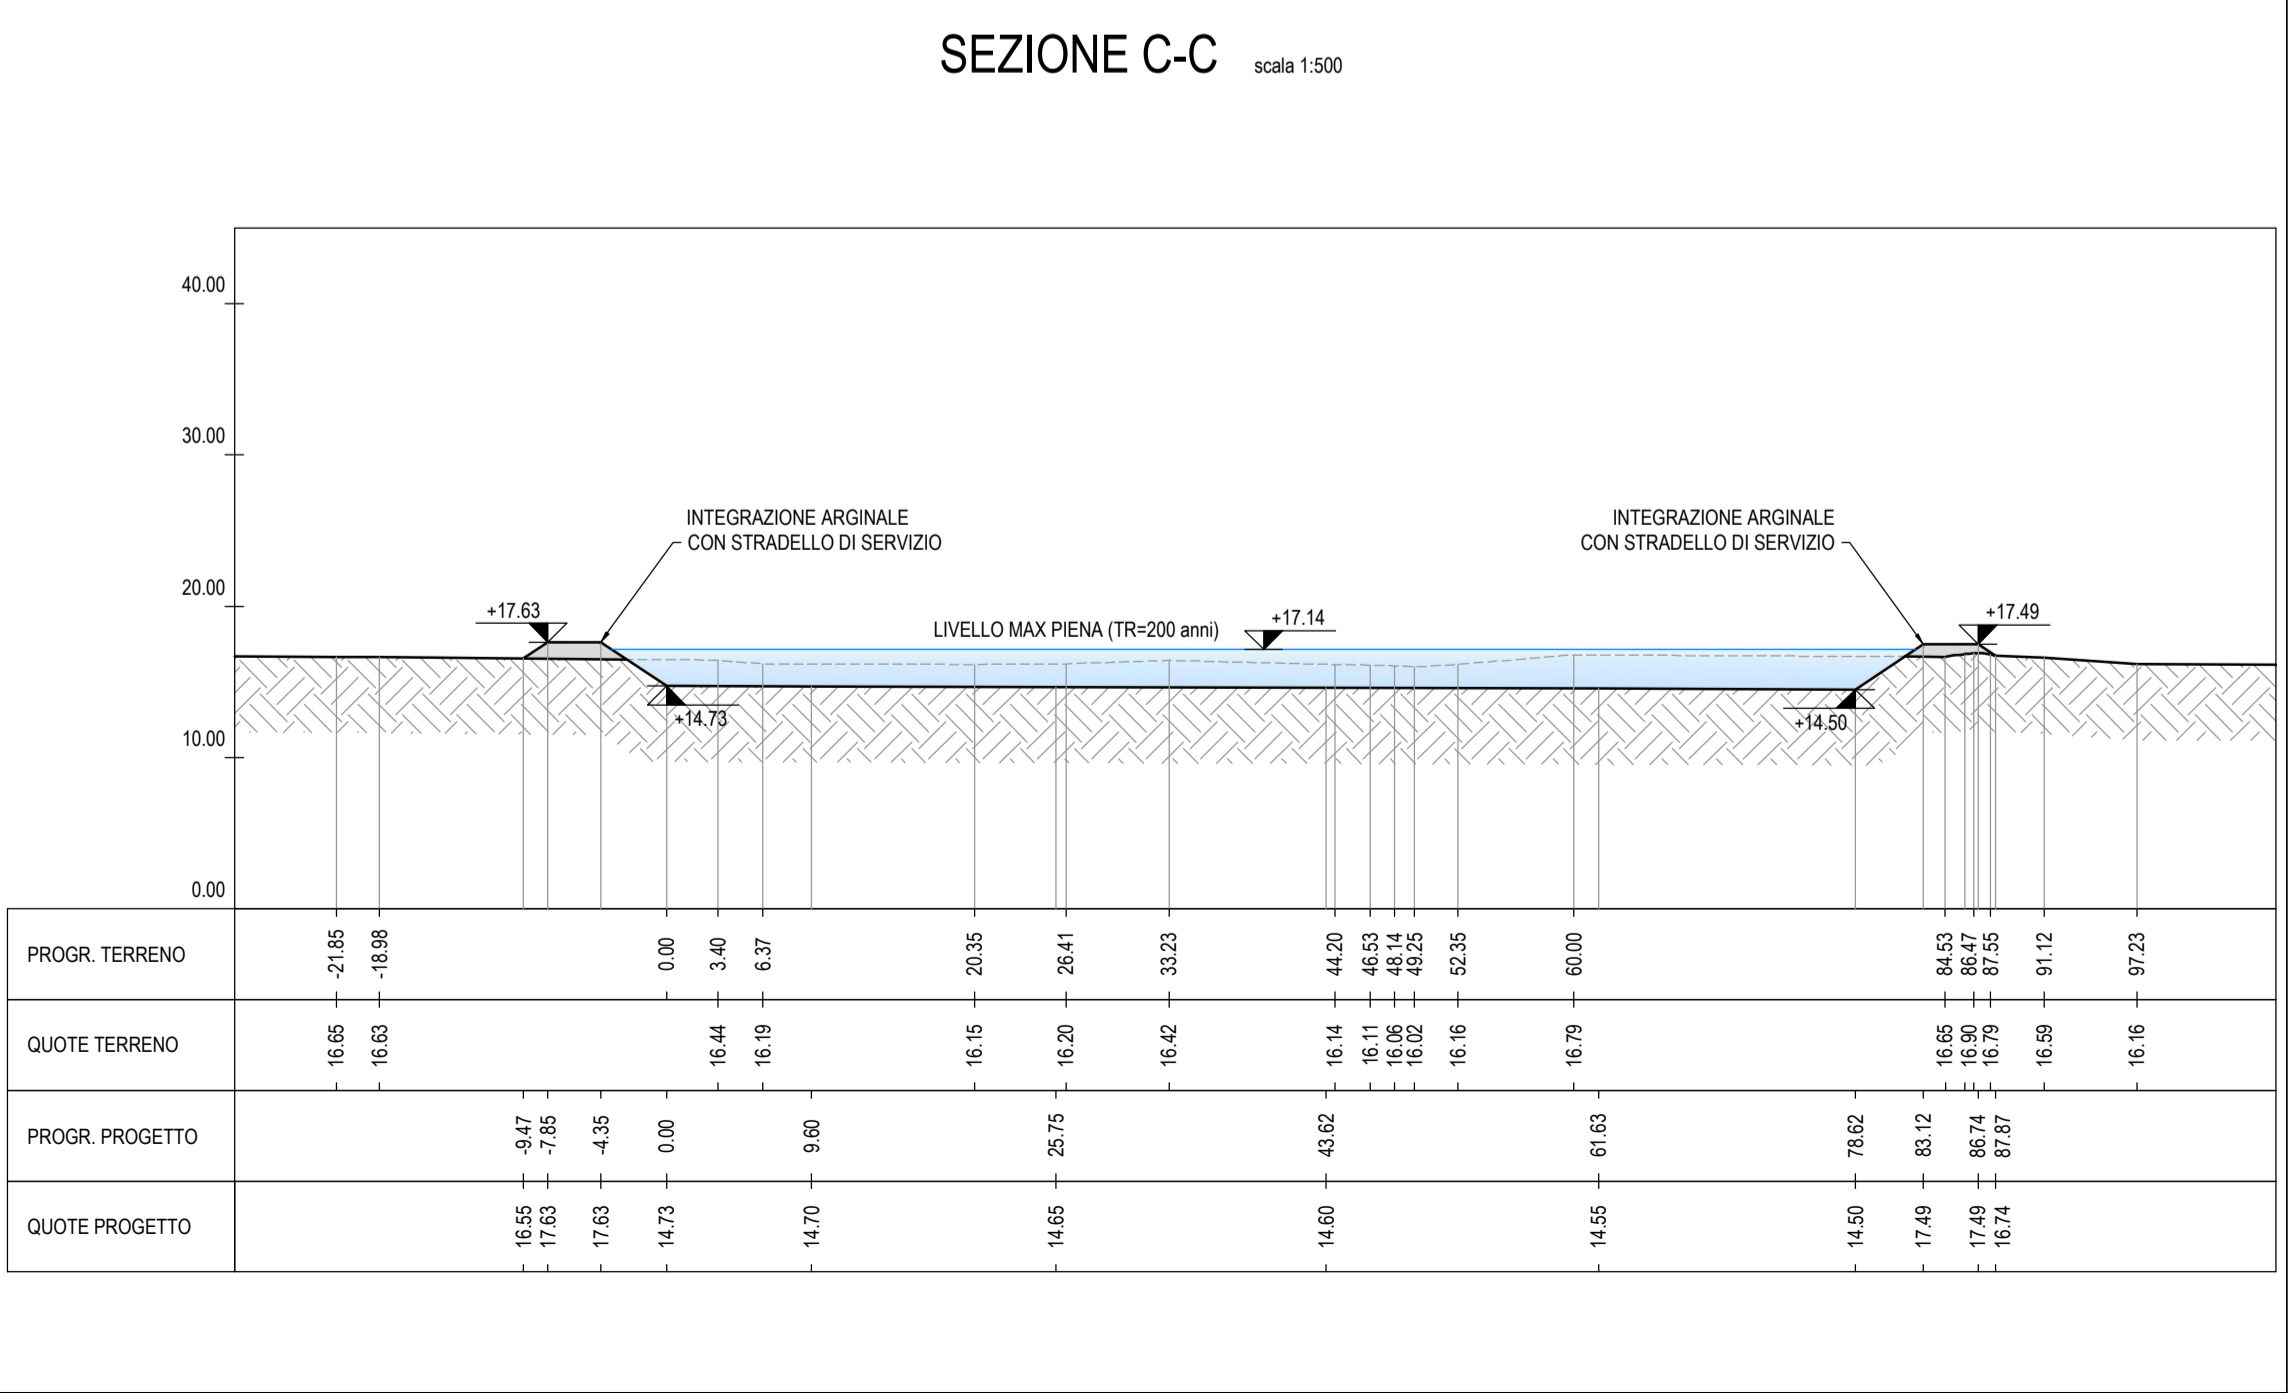 SEZIONE C-C scala 1:500
40.00
30.00
20.00
10.00
0.00
INTEGRAZIONE ARGINALE
CON STRADELLO DI SERVIZIO
INTEGRAZIONE ARGINALE
CON STRADELLO DI SERVIZIO
+17.63
LIVELLO MAX PIENA (TR=200 anni)
+17.14
+17.49
+14.73
+14.50
PROGR. TERRENO -21.85 -18.98 0.00 3.40 6.37 20.35 26.41 33.23 44.20 46.53 48.14 49.25 52.35 60.00 84.53 86.47 87.55 91.12 97.23
QUOTE TERRENO 16.65 16.63 16.44 16.19 16.15 16.20 16.42 16.14 16.11 16.06 16.02 16.16 16.79 16.65 16.90 16.79 16.59 16.16
PROGR. PROGETTO -9.47 -7.85 -4.35 0.00 9.60 25.75 43.62 61.63 78.62 83.12 86.74 87.87
QUOTE PROGETTO 16.55 17.63 17.63 14.73 14.70 14.65 14.60 14.55 14.50 17.49 17.49 16.74